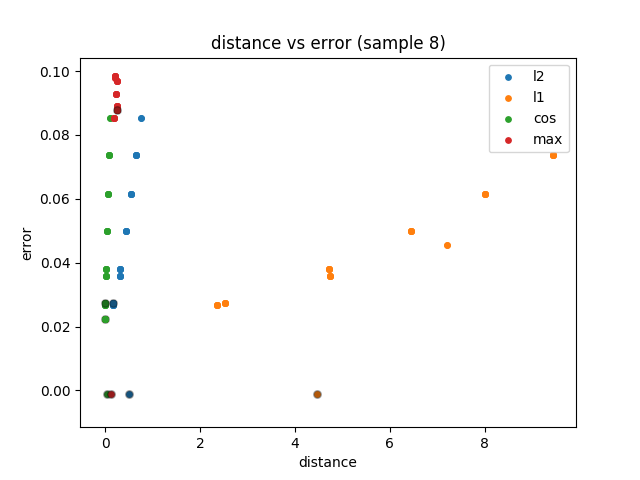 distance vs error (sample 8)
l2
l1
cos
max
error
0.10
0.08
0.06
0.04
0.02
0.00
0
2
4
6
8
distance